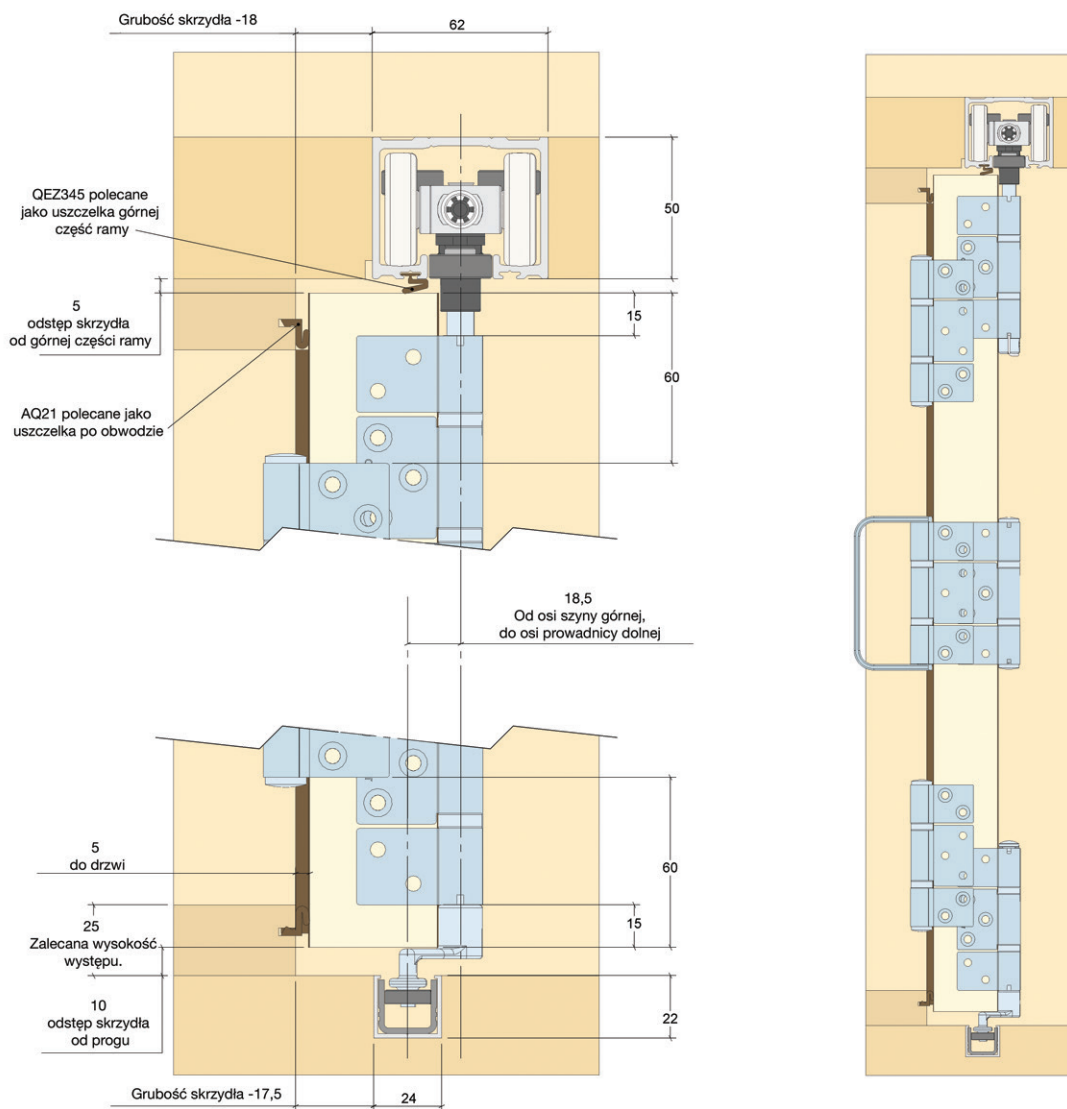 Grubość skrzydła -18
62
QEZ345 polecane
jako uszczelka górnej
część ramy
50
5
odstęp skrzydła
od górnej części ramy
15
60
AQ21 polecane jako
uszczelka po obwodzie
18,5
Od osi szyny górnej,
do osi prowadnicy dolnej
5
do drzwi
60
25
Zalecana wysokość
występu.
15
10
odstęp skrzydła
od progu
22
Grubość skrzydła -17,5
24